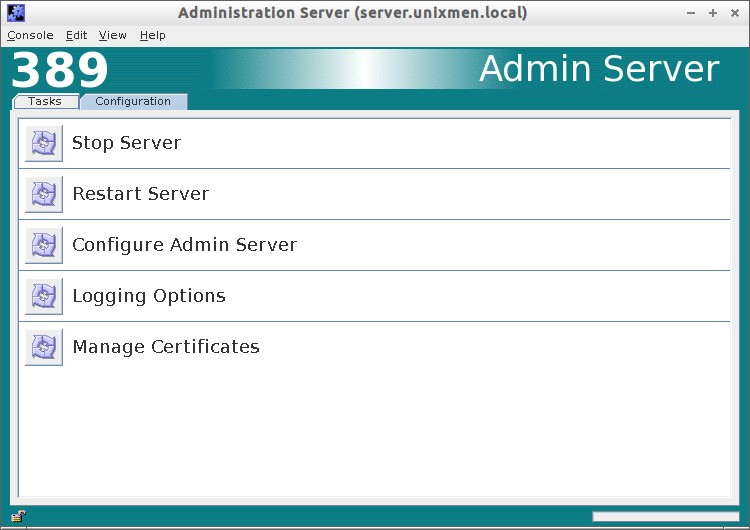 Administration Server (server.unixmen.local)
Console Edit View Help
389 Admin Server
Tasks Configuration
Stop Server
Restart Server
Configure Admin Server
Logging Options
Manage Certificates